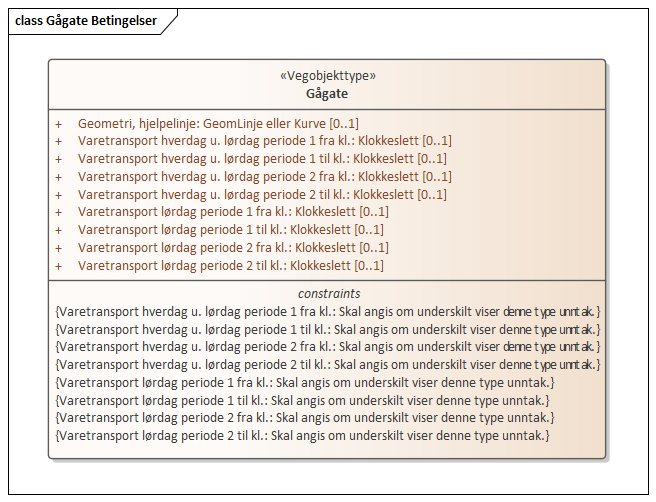 class Gågate Betingelser
«Vegobjekttype»
Gågate
+ Geometri, hjelpelinje: GeomLinje eller Kurve [0..1]
+ Varetransport hverdag u. lørdag periode 1 fra kl.: Klokkeslett [0..1]
+ Varetransport hverdag u. lørdag periode 1 til kl.: Klokkeslett [0..1]
+ Varetransport hverdag u. lørdag periode 2 fra kl.: Klokkeslett [0..1]
+ Varetransport hverdag u. lørdag periode 2 til kl.: Klokkeslett [0..1]
+ Varetransport lørdag periode 1 fra kl.: Klokkeslett [0..1]
+ Varetransport lørdag periode 1 til kl.: Klokkeslett [0..1]
+ Varetransport lørdag periode 2 fra kl.: Klokkeslett [0..1]
+ Varetransport lørdag periode 2 til kl.: Klokkeslett [0..1]
constraints
{Varetransport hverdag u. lørdag periode 1 fra kl.: Skal angis om underskilt viser denne type unntak.}
{Varetransport hverdag u. lørdag periode 1 til kl.: Skal angis om underskilt viser denne type unntak.}
{Varetransport hverdag u. lørdag periode 2 fra kl.: Skal angis om underskilt viser denne type unntak.}
{Varetransport hverdag u. lørdag periode 2 til kl.: Skal angis om underskilt viser denne type unntak.}
{Varetransport lørdag periode 1 fra kl.: Skal angis om underskilt viser denne type unntak.}
{Varetransport lørdag periode 1 til kl.: Skal angis om underskilt viser denne type unntak.}
{Varetransport lørdag periode 2 fra kl.: Skal angis om underskilt viser denne type unntak.}
{Varetransport lørdag periode 2 til kl.: Skal angis om underskilt viser denne type unntak.}